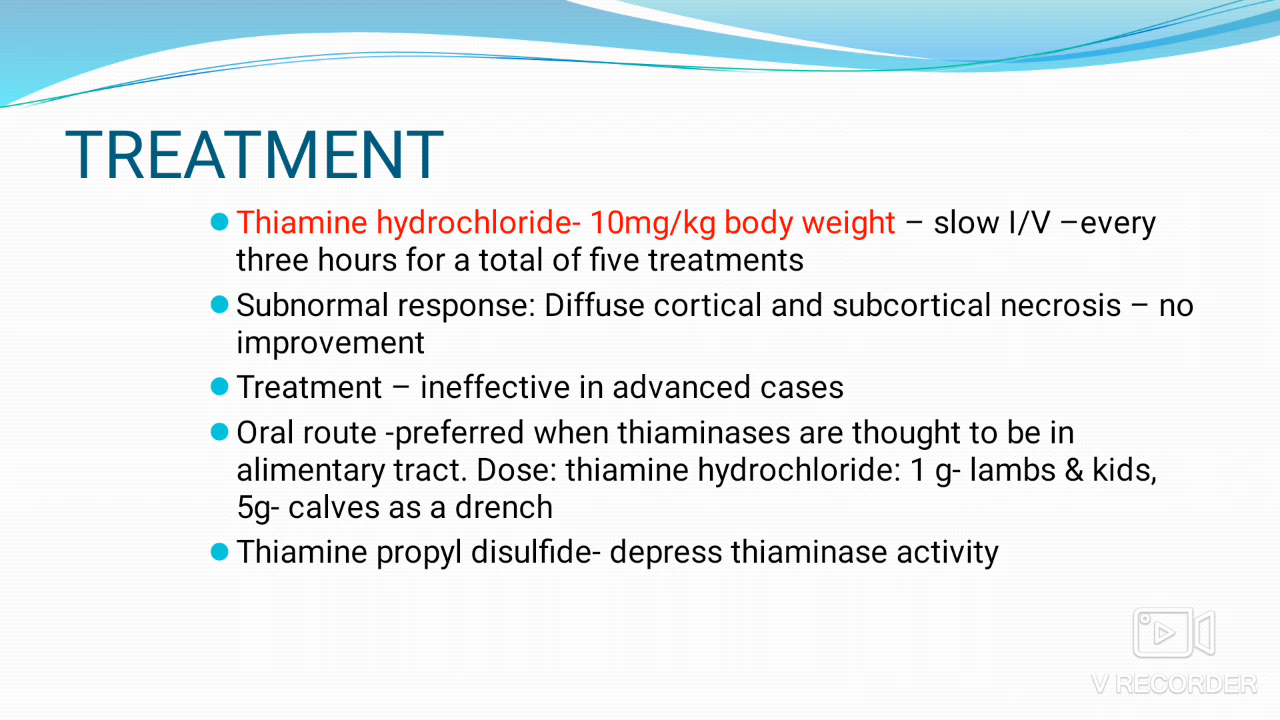 TREATMENT
Thiamine hydrochloride- 10mg/kg body weight – slow I/V –every
three hours for a total of five treatments
Subnormal response: Diffuse cortical and subcortical necrosis – no
improvement
Treatment – ineffective in advanced cases
Oral route -preferred when thiaminases are thought to be in
alimentary tract. Dose: thiamine hydrochloride: 1 g- lambs & kids,
5g- calves as a drench
Thiamine propyl disulfide- depress thiaminase activity
V RECORDER